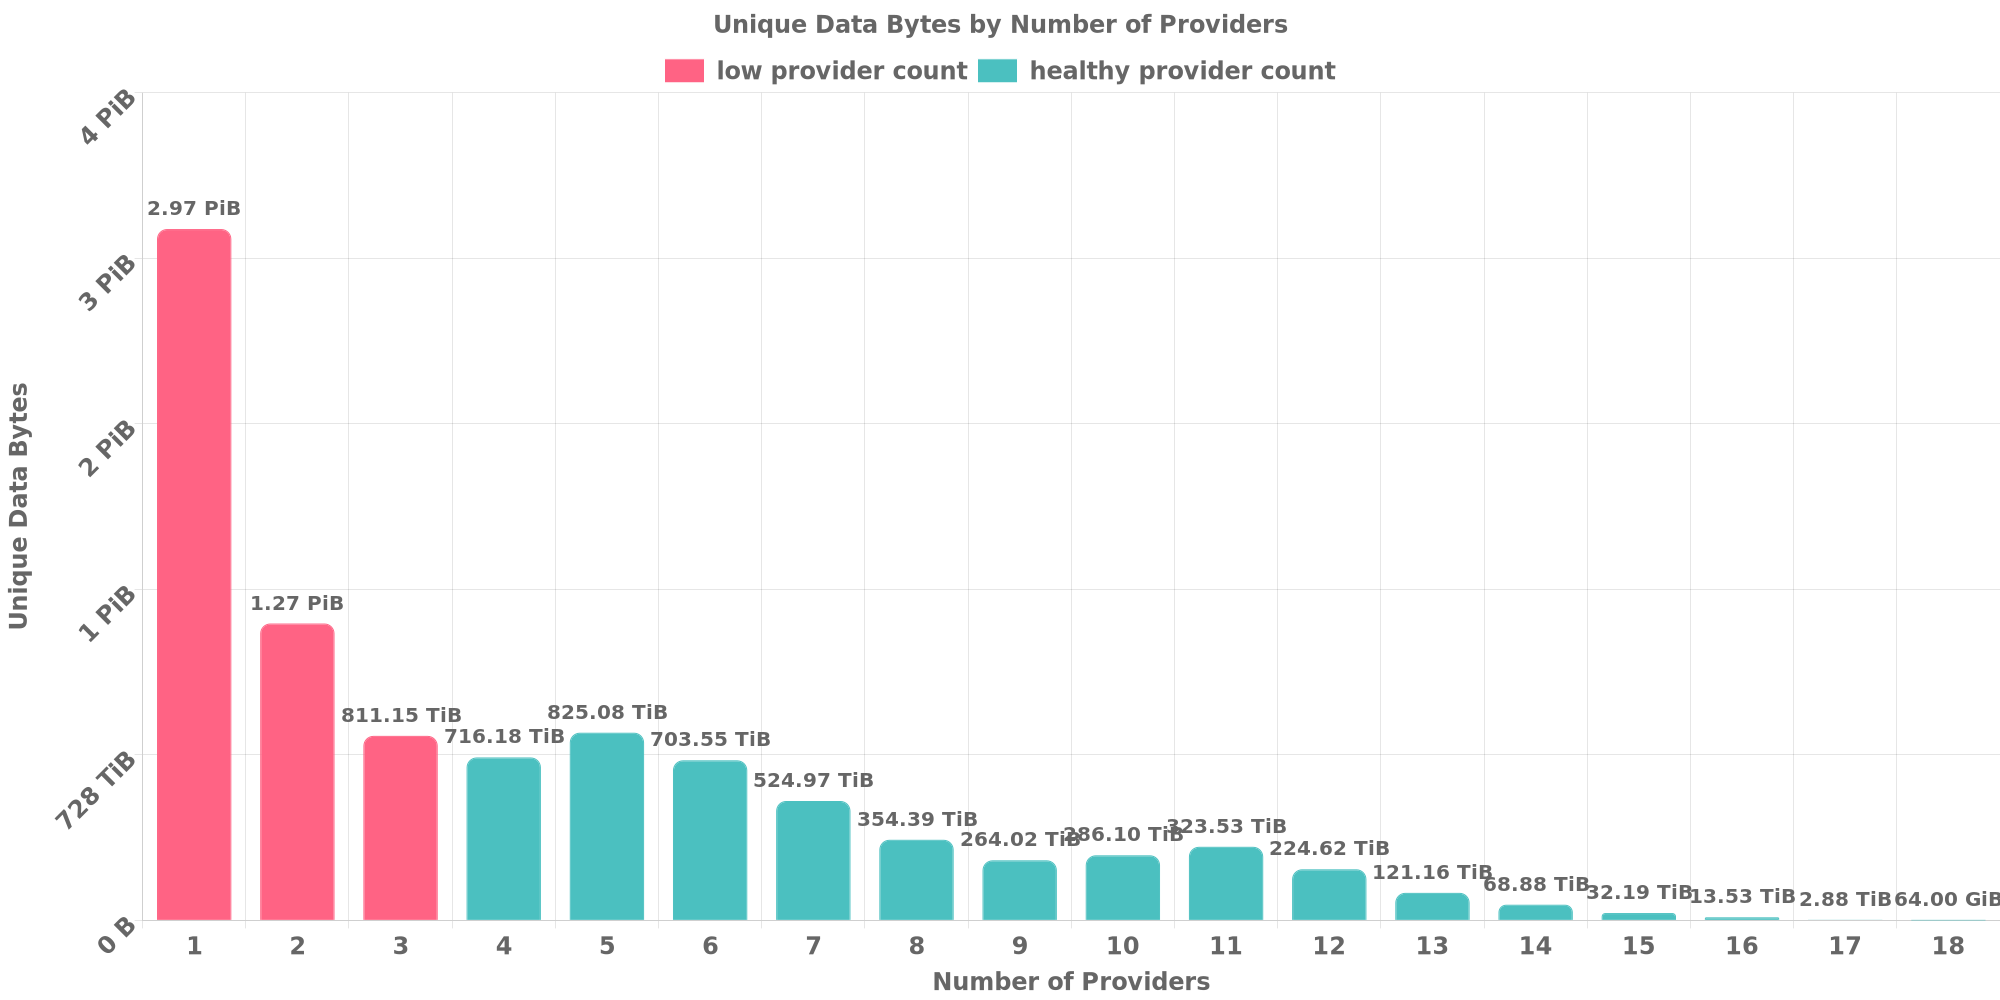 Unique Data Bytes by Number of Providers
low provider count healthy provider count
Unique Data Bytes
4 PiB
3 PiB
2 PiB
1 PiB
728 TiB
0 B
2.97 PiB
1.27 PiB
811.15 TiB
716.18 TiB
825.08 TiB
703.55 TiB
524.97 TiB
354.39 TiB
264.02 TiB
286.10 TiB
323.53 TiB
224.62 TiB
121.16 TiB
68.88 TiB
32.19 TiB
13.53 TiB
2.88 TiB
64.00 GiB
1 2 3 4 5 6 7 8 9 10 11 12 13 14 15 16 17 18
Number of Providers